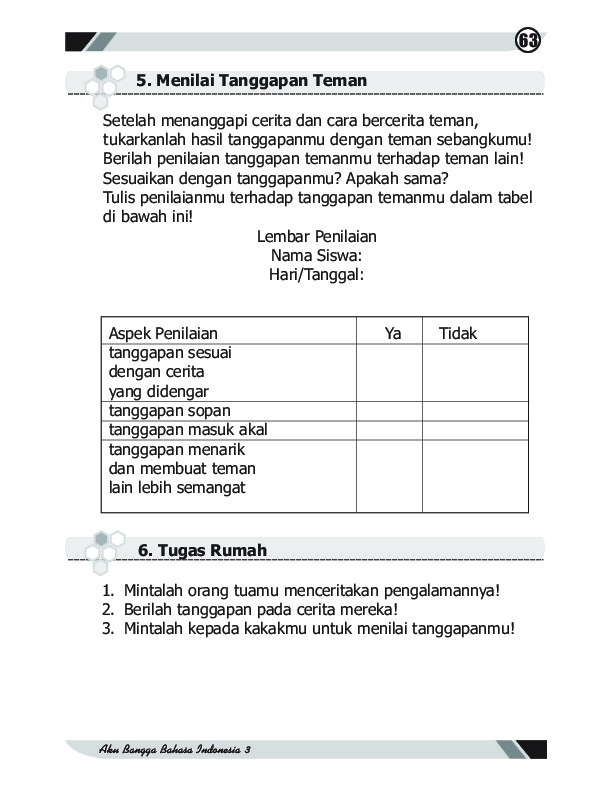 63
5. Menilai Tanggapan Teman
Setelah menanggapi cerita dan cara bercerita teman,
tukarkanlah hasil tanggapanmu dengan teman sebangkumu!
Berilah penilaian tanggapan temanmu terhadap teman lain!
Sesuaikan dengan tanggapanmu? Apakah sama?
Tulis penilaianmu terhadap tanggapan temanmu dalam tabel
di bawah ini!
Lembar Penilaian
Nama Siswa:
Hari/Tanggal:
Aspek Penilaian Ya Tidak
tanggapan sesuai
dengan cerita
yang didengar
tanggapan sopan
tanggapan masuk akal
tanggapan menarik
dan membuat teman
lain lebih semangat
6. Tugas Rumah
1. Mintalah orang tuamu menceritakan pengalamannya!
2. Berilah tanggapan pada cerita mereka!
3. Mintalah kepada kakakmu untuk menilai tanggapanmu!
Aku Bangga Bahasa Indonesia 3